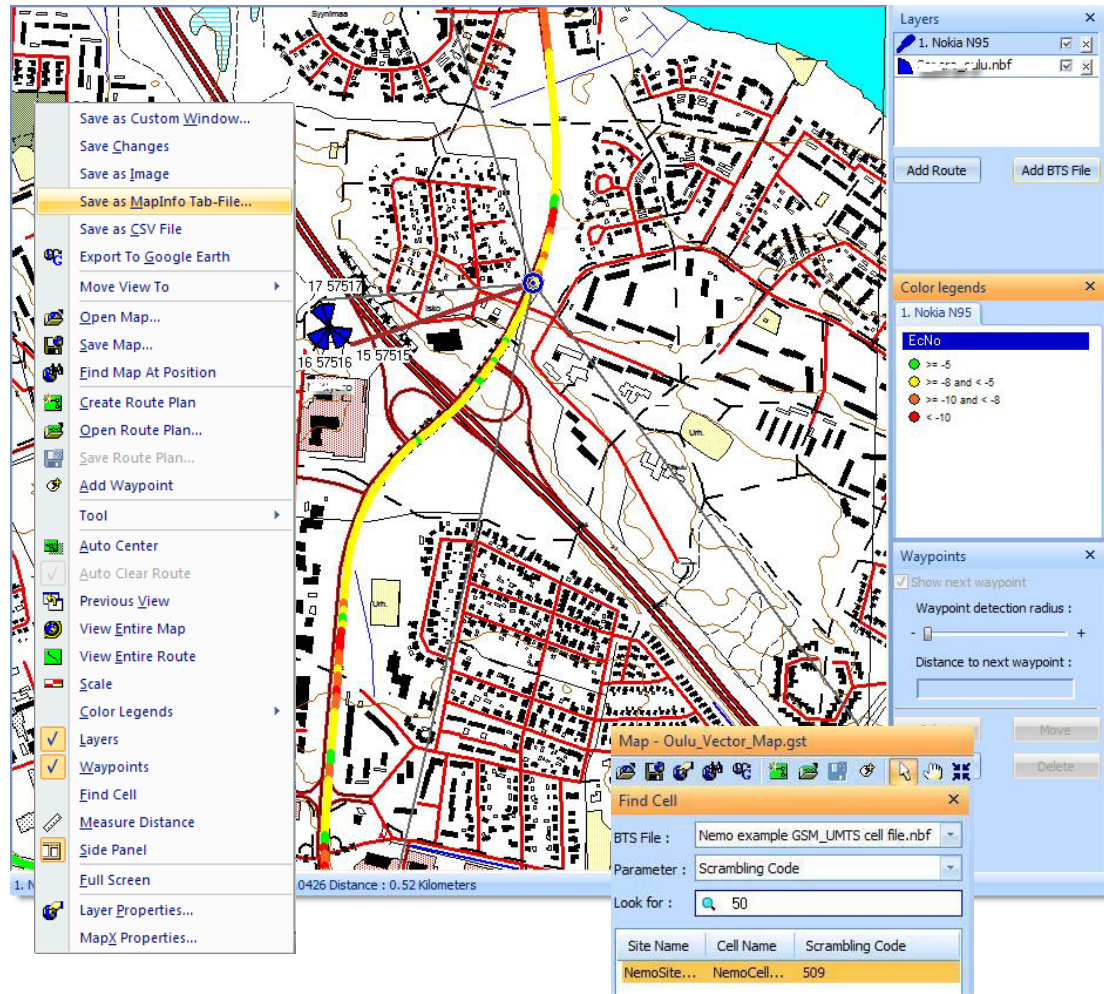 Syynimaa
Save as Custom Window...
Save Changes
Save as Image
Save as MapInfo Tab-File...
Save as CSV File
Export To Google Earth
Move View To
Open Map...
Save Map...
Find Map At Position
Create Route Plan
Open Route Plan...
Save Route Plan...
Add Waypoint
Tool
Auto Center
Auto Clear Route
Previous View
View Entire Map
View Entire Route
Scale
Color Legends
Layers
Waypoints
Find Cell
Measure Distance
Side Panel
Full Screen
Layer Properties...
MapX Properties...
17 57517
16 57516
15 57515
Isko
Urh.
Urh.
1. N
.0426 Distance : 0.52 Kilometers
Layers
1. Nokia N95
oulu.nbf
Add Route
Add BTS File
Color legends
1. Nokia N95
EcNo
>= -5
>= -8 and < -5
>= -10 and < -8
< -10
Waypoints
Show next waypoint
Waypoint detection radius :
- +
Distance to next waypoint :
Move
Delete
Map - Oulu_Vector_Map.gst
Find Cell
BTS File : Nemo example GSM_UMTS cell file.nbf
Parameter : Scrambling Code
Look for : 50
Site Name Cell Name Scrambling Code
NemoSite... NemoCell... 509